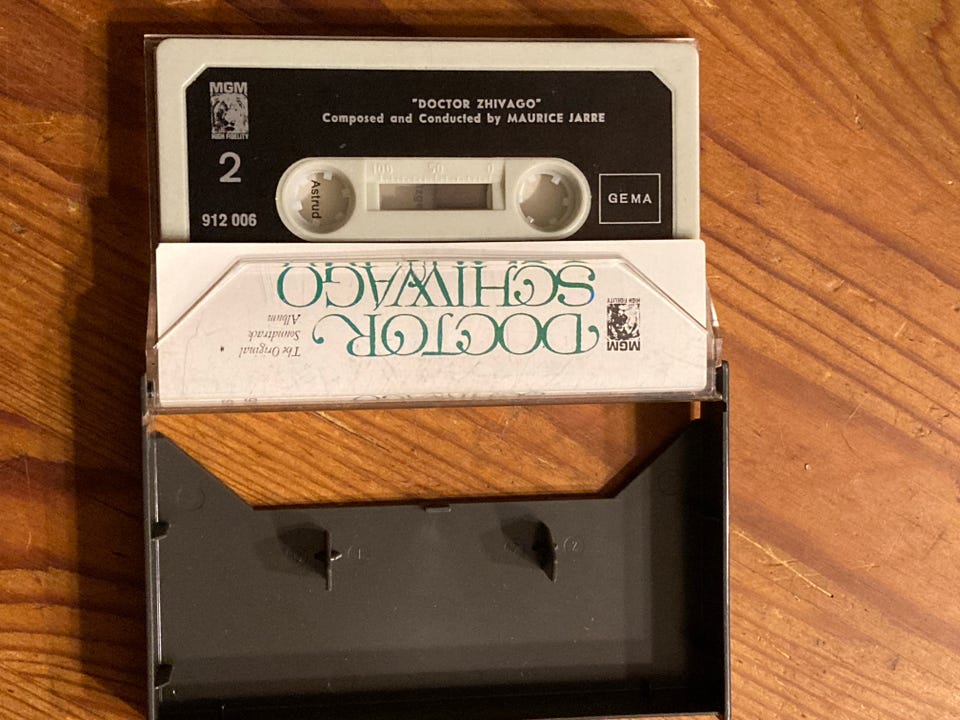 MGM
HIGH FIDELITY
2
912 006
"DOCTOR ZHIVAGO"
Composed and Conducted by MAURICE JARRE
100 50 0
Astrud
GEMA
MGM
HIGH FIDELITY
DOCTOR
SCHIWAGO
The Original
Soundtrack
Album